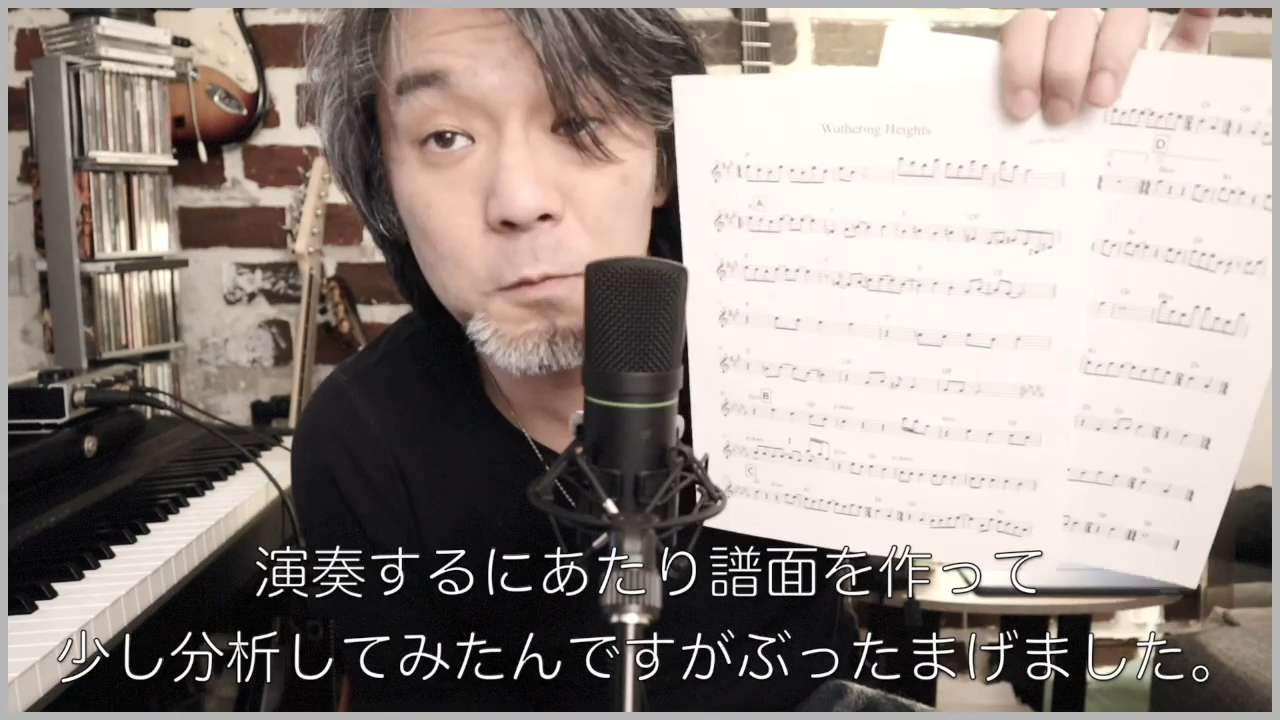 Wuthering Heights
A
D
B
C
演奏するにあたり譜面を作って
少し分析してみたんですがぶったまげました。